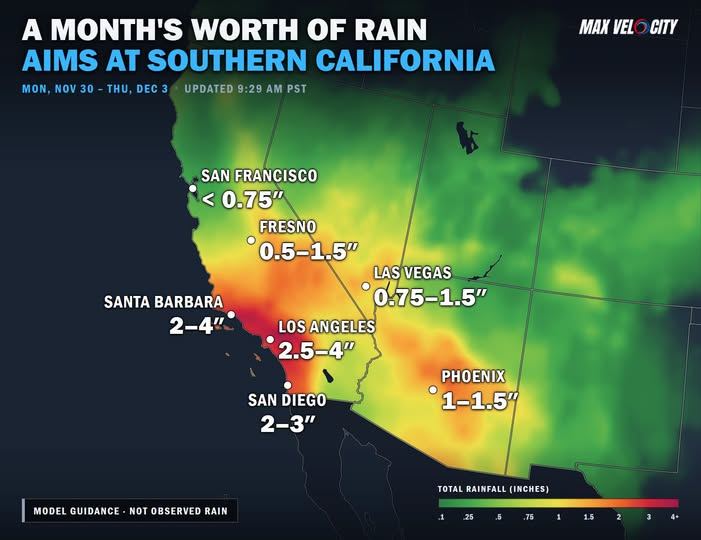 A MONTH'S WORTH OF RAIN
AIMS AT SOUTHERN CALIFORNIA
MON, NOV 30 – THU, DEC 3 · UPDATED 9:29 AM PST
MAX VELOCITY
SAN FRANCISCO
< 0.75″
FRESNO
0.5–1.5″
LAS VEGAS
0.75–1.5″
SANTA BARBARA
2–4″
LOS ANGELES
2.5–4″
PHOENIX
1–1.5″
SAN DIEGO
2–3″
TOTAL RAINFALL (INCHES)
.1 .25 .5 .75 1 1.5 2 3 4+
MODEL GUIDANCE · NOT OBSERVED RAIN